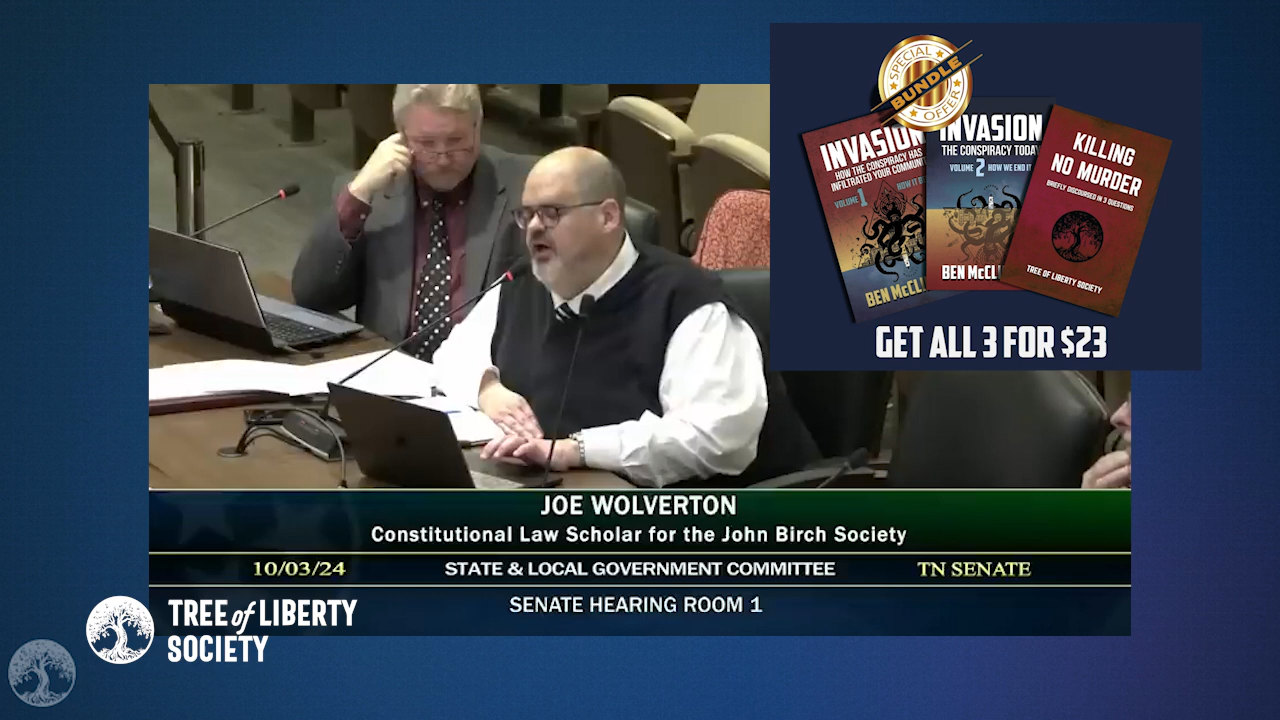 SPECIAL
BUNDLE
OFFER
INVASION
HOW THE CONSPIRACY HAS
INFILTRATED YOUR
VOLUME 1
BEN
INVASION
THE CONSPIRACY TODAY
VOLUME 2 HOW WE END
BEN
KILLING
NO MURDER
BRIEFLY DISCOURSED IN 3 QUESTIONS
TREE OF LIBERTY SOCIETY
GET ALL 3 FOR $23
JOE WOLVERTON
Constitutional Law Scholar for the John Birch Society
10/03/24 STATE & LOCAL GOVERNMENT COMMITTEE TN SENATE
SENATE HEARING ROOM 1
TREE of LIBERTY
SOCIETY